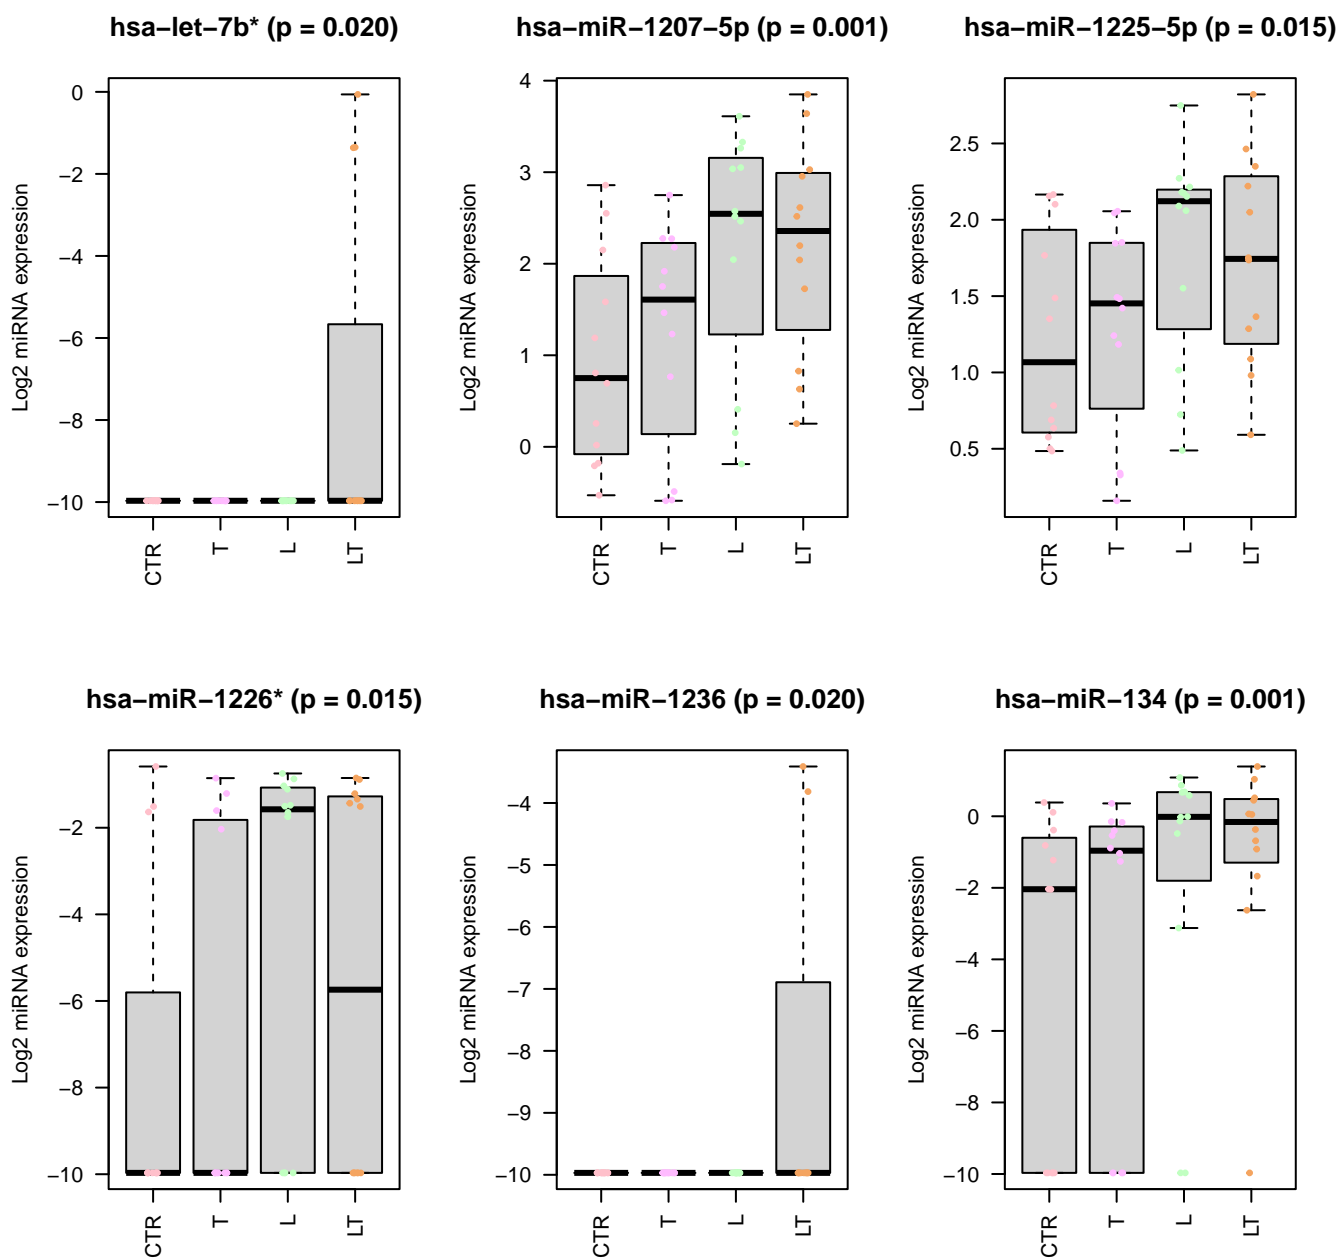 hsa−let−7b* (p = 0.020)
Log2 miRNA expression
0
−2
−4
−6
−8
−10
CTR
T
L
LT
hsa−miR−1207−5p (p = 0.001)
Log2 miRNA expression
4
3
2
1
0
CTR
T
L
LT
hsa−miR−1225−5p (p = 0.015)
Log2 miRNA expression
2.5
2.0
1.5
1.0
0.5
CTR
T
L
LT
hsa−miR−1226* (p = 0.015)
Log2 miRNA expression
−2
−4
−6
−8
−10
CTR
T
L
LT
hsa−miR−1236 (p = 0.020)
Log2 miRNA expression
−4
−5
−6
−7
−8
−9
−10
CTR
T
L
LT
hsa−miR−134 (p = 0.001)
Log2 miRNA expression
0
−2
−4
−6
−8
−10
CTR
T
L
LT